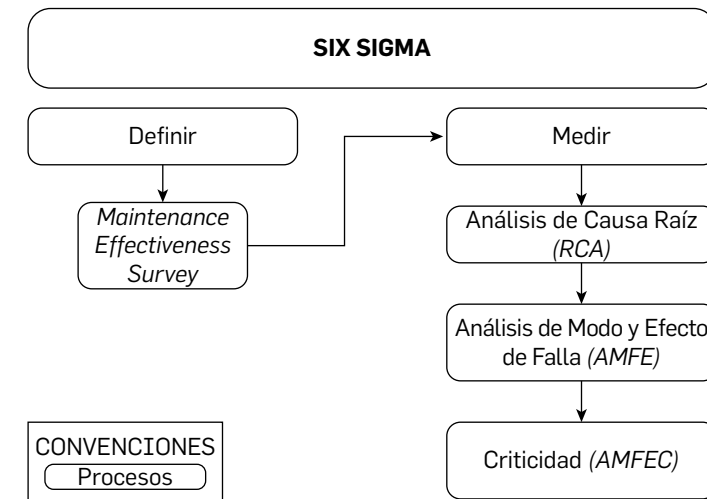 SIX SIGMA
Definir
Maintenance
Effectiveness
Survey
Medir
Análisis de Causa Raíz
(RCA)
Análisis de Modo y Efecto
de Falla (AMFE)
Criticidad (AMFEC)
CONVENCIONES
Procesos